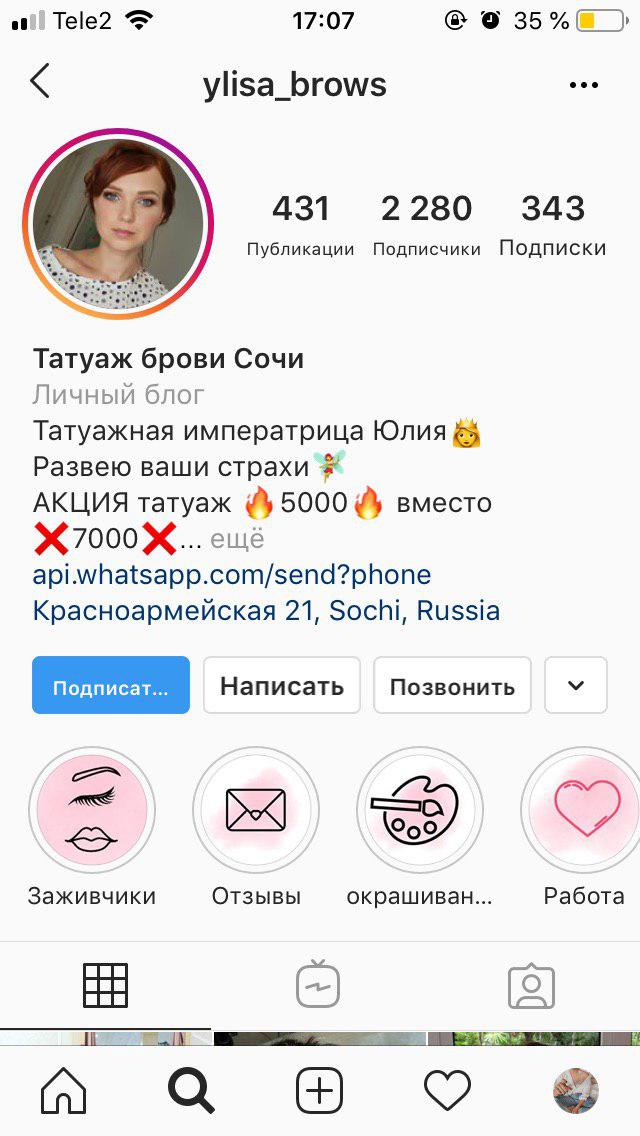 Tele2 17:07 35 %
ylisa_brows
431 2 280 343
Публикации Подписчики Подписки
Татуаж брови Сочи
Личный блог
Татуажная императрица Юлия👸
Развею ваши страхи🧚
АКЦИЯ татуаж 🔥5000🔥 вместо
❌7000❌... ещё
api.whatsapp.com/send?phone
Красноармейская 21, Sochi, Russia
Подписат... Написать Позвонить
Заживчики Отзывы окрашиван... Работа